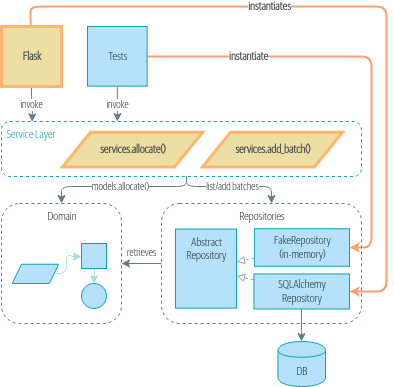 instantiates
Flask
Tests
instantiate
invoke
invoke
Service Layer
services.allocate()
services.add_batch()
models.allocate()
list/add batches
Domain
Repositories
Abstract
Repository
FakeRepository
(in-memory)
retrieves
SQLAlchemy
Repository
DB